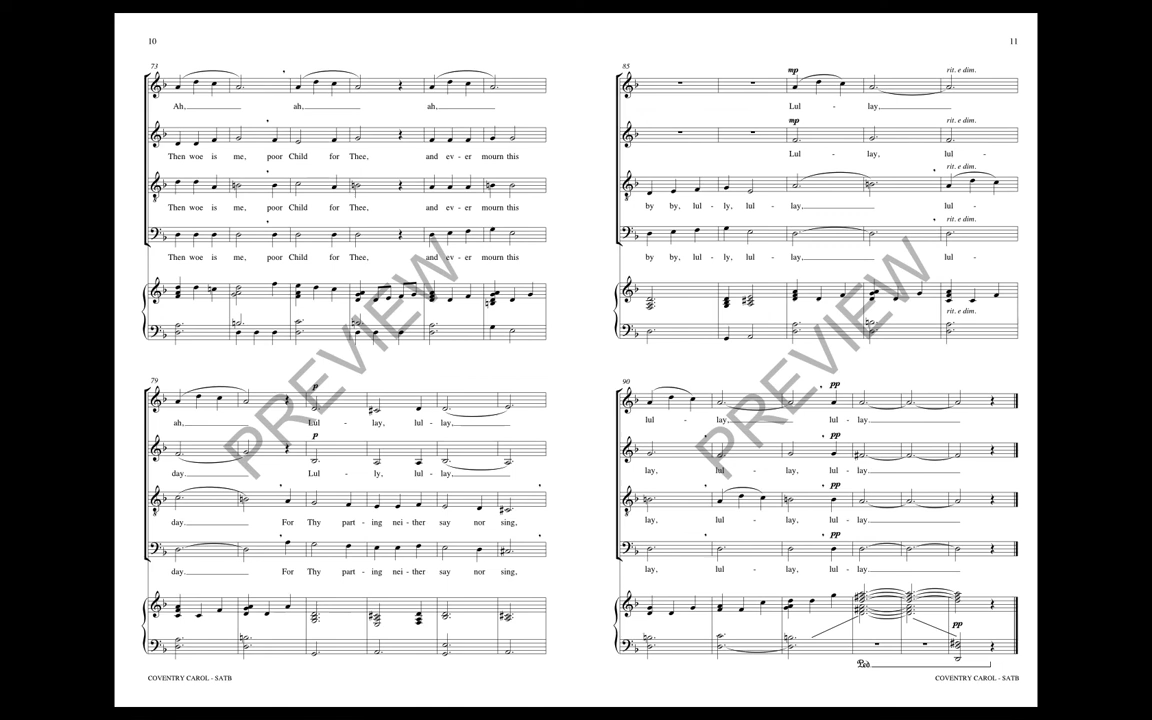 10
73
Ah, ah, ah,
Then woe is me, poor Child for Thee, and ev - er mourn this
Then woe is me, poor Child for Thee, and ev - er mourn this
8
Then woe is me, poor Child for Thee, and ev - er mourn this
79
p
ah, Lul - lay, lul - lay,
p
day. Lul - ly, lul - lay,
day. For Thy part - ing nei - ther say nor sing,
8
day. For Thy part - ing nei - ther say nor sing,
COVENTRY CAROL - SATB
PREVIEW
11
85
mp rit. e dim.
Lul - lay,
mp rit. e dim.
Lul - lay, lul -
rit. e dim.
by by, lul - ly, lul - lay, lul -
8
rit. e dim.
by by, lul - ly, lul - lay, lul -
rit. e dim.
90
pp
lul - lay, lul - lay.
pp
lay, lul - lay, lul - lay.
pp
lay, lul - lay, lul - lay.
8
pp
lay, lul - lay, lul - lay.
pp
Ped
COVENTRY CAROL - SATB
PREVIEW